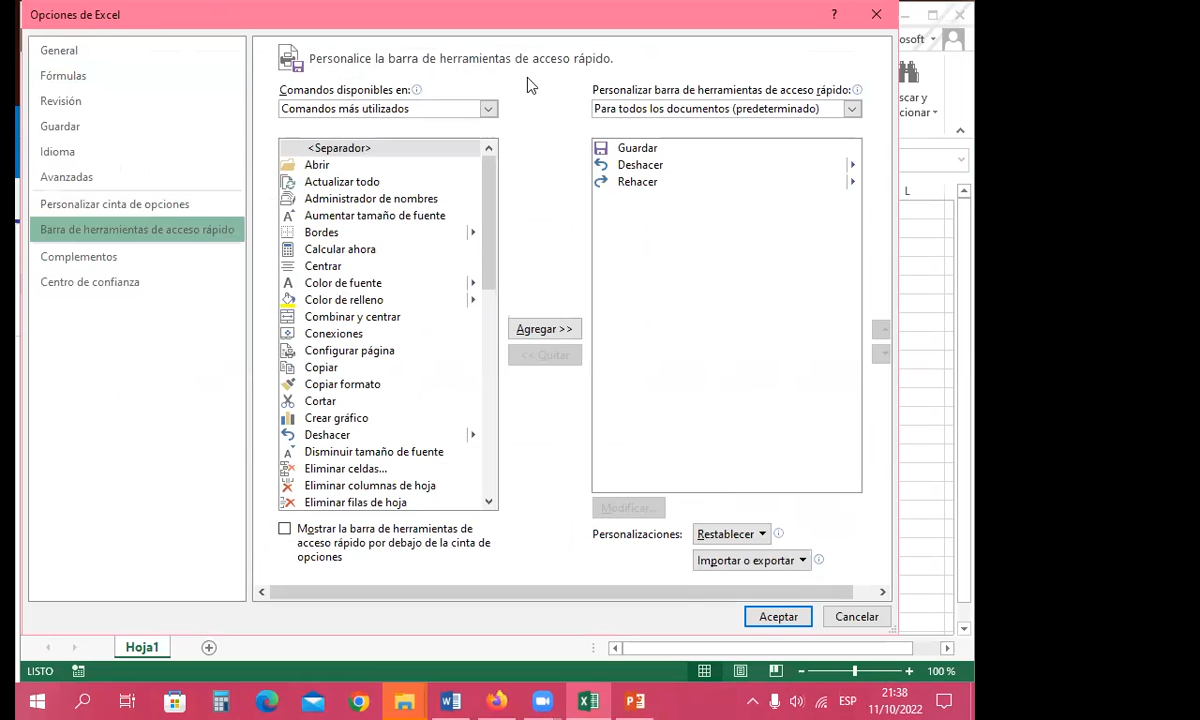 Opciones de Excel
?
General
Fórmulas
Revisión
Guardar
Idioma
Avanzadas
Personalizar cinta de opciones
Barra de herramientas de acceso rápido
Complementos
Centro de confianza
Personalice la barra de herramientas de acceso rápido.
Comandos disponibles en:
Comandos más utilizados
<Separador>
Abrir
Actualizar todo
Administrador de nombres
Aumentar tamaño de fuente
Bordes
Calcular ahora
Centrar
Color de fuente
Color de relleno
Combinar y centrar
Conexiones
Configurar página
Copiar
Copiar formato
Cortar
Crear gráfico
Deshacer
Disminuir tamaño de fuente
Eliminar celdas...
Eliminar columnas de hoja
Eliminar filas de hoja
Mostrar la barra de herramientas de
acceso rápido por debajo de la cinta de
opciones
Agregar >>
<< Quitar
Personalizar barra de herramientas de acceso rápido:
Para todos los documentos (predeterminado)
Guardar
Deshacer
Rehacer
Modificar...
Personalizaciones:
Restablecer
Importar o exportar
Aceptar
Cancelar
osoft
scar y
cionar
L
Hoja1
LISTO
100 %
ESP
21:38
11/10/2022